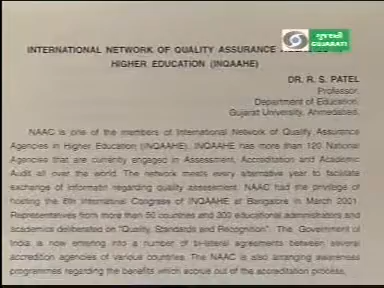 ગુજરાતી
GUJARATI
INTERNATIONAL NETWORK OF QUALITY ASSURANCE
HIGHER EDUCATION (INQAAHE)
DR. R. S. PATEL
Professor,
Department of Education,
Gujarat University, Ahmedabad.
NAAC is one of the members of International Network of Quality Assurance
Agencies in Higher Education (INQAAHE). INQAAHE has more than 120 National
Agencies that are currently engaged in Assessment, Accreditation and Academic
Audit all over the world. The network meets every alternative year to facilitate
exchange of informatin regarding quality assessment. NAAC had the privilege of
hosting the 6th International Congress of INQAAHE at Bangalore in March 2001.
Representatives from more than 50 countries and 300 educational administrators and
academics deliberated on "Quality, Standards and Recognition". The Government of
India is now entering into a number of bi-lateral agreements between several
accrediation agencies of various countries. The NAAC is also arranging awareness
programmes regarding the benefits which accrue out of the accreditation process.